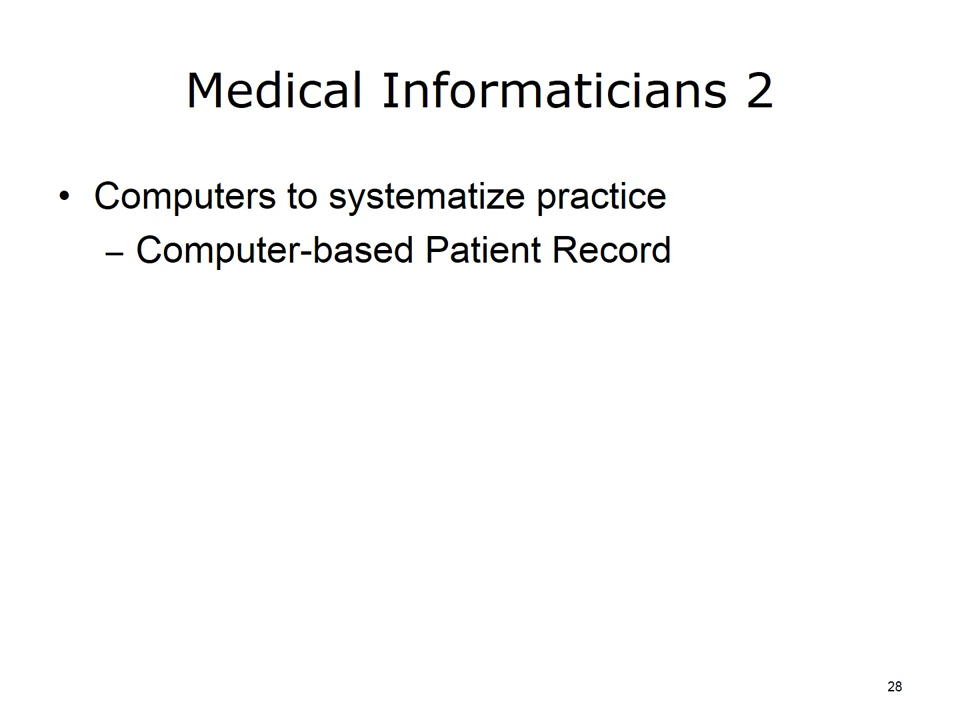 Medical Informaticians 2
• Computers to systematize practice
– Computer-based Patient Record
28